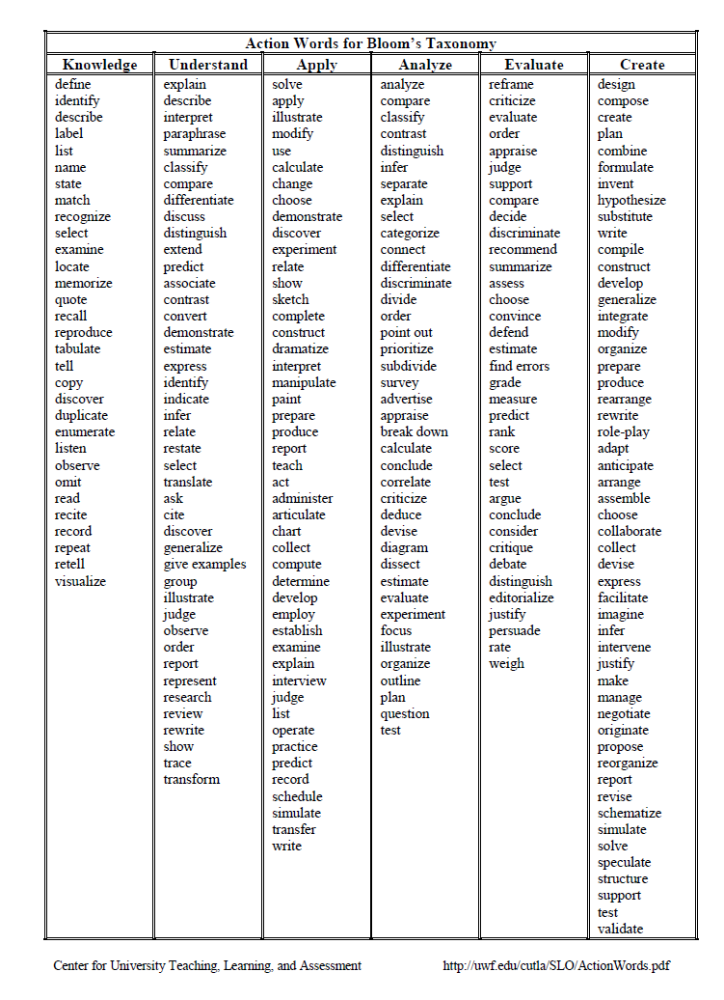 Action Words for Bloom's Taxonomy
Knowledge
define
identify
describe
label
list
name
state
match
recognize
select
examine
locate
memorize
quote
recall
reproduce
tabulate
tell
copy
discover
duplicate
enumerate
listen
observe
omit
read
recite
record
repeat
retell
visualize
Understand
explain
describe
interpret
paraphrase
summarize
classify
compare
differentiate
discuss
distinguish
extend
predict
associate
contrast
convert
demonstrate
estimate
express
identify
indicate
infer
relate
restate
select
translate
ask
cite
discover
generalize
give examples
group
illustrate
judge
observe
order
report
represent
research
review
rewrite
show
trace
transform
Apply
solve
apply
illustrate
modify
use
calculate
change
choose
demonstrate
discover
experiment
relate
show
sketch
complete
construct
dramatize
interpret
manipulate
paint
prepare
produce
report
teach
act
administer
articulate
chart
collect
compute
determine
develop
employ
establish
examine
explain
interview
judge
list
operate
practice
predict
record
schedule
simulate
transfer
write
Analyze
analyze
compare
classify
contrast
distinguish
infer
separate
explain
select
categorize
connect
differentiate
discriminate
divide
order
point out
prioritize
subdivide
survey
advertise
appraise
break down
calculate
conclude
correlate
criticize
deduce
devise
diagram
dissect
estimate
evaluate
experiment
focus
illustrate
organize
outline
plan
question
test
Evaluate
reframe
criticize
evaluate
order
appraise
judge
support
compare
decide
discriminate
recommend
summarize
assess
choose
convince
defend
estimate
find errors
grade
measure
predict
rank
score
select
test
argue
conclude
consider
critique
debate
distinguish
editorialize
justify
persuade
rate
weigh
Create
design
compose
create
plan
combine
formulate
invent
hypothesize
substitute
write
compile
construct
develop
generalize
integrate
modify
organize
prepare
produce
rearrange
rewrite
role-play
adapt
anticipate
arrange
assemble
choose
collaborate
collect
devise
express
facilitate
imagine
infer
intervene
justify
make
manage
negotiate
originate
propose
reorganize
report
revise
schematize
simulate
solve
speculate
structure
support
test
validate
Center for University Teaching, Learning, and Assessment
http://uwf.edu/cutla/SLO/ActionWords.pdf